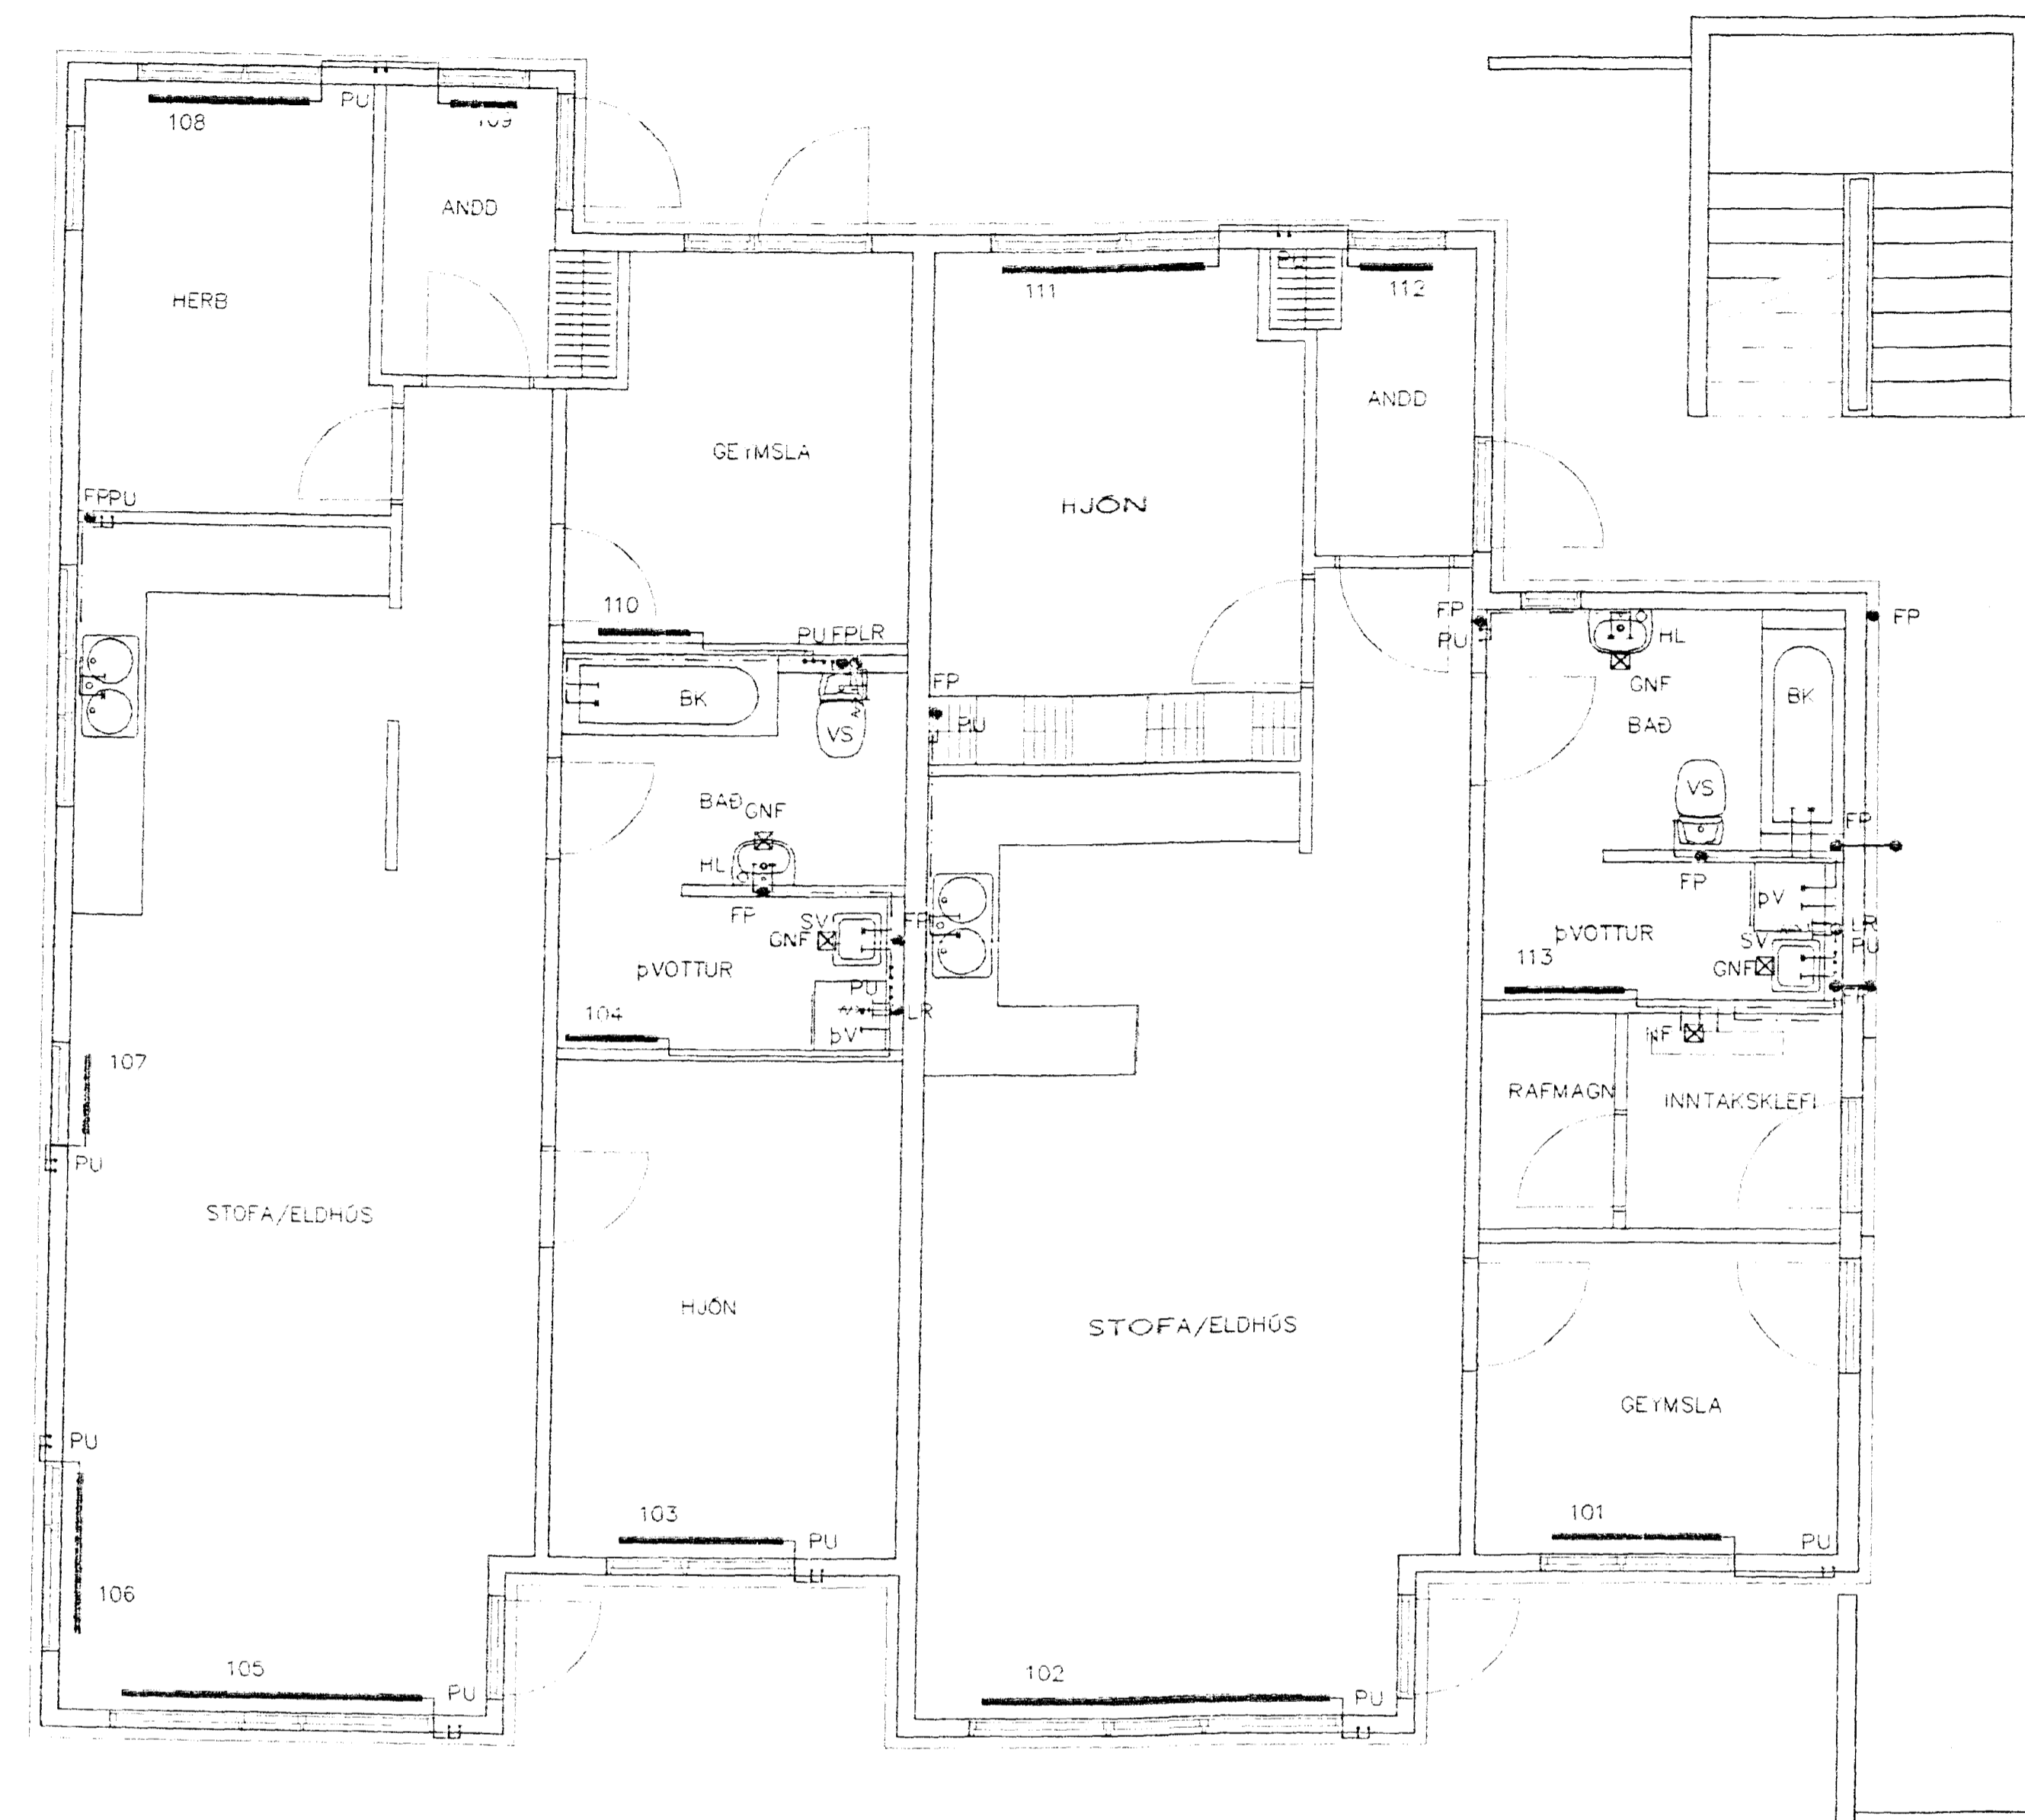 PU
108
109
ANDD
HERB
111
112
ANDD
GEYMSLA
HJÓN
FPPU
110
PU FPLR
FP
PU
FP
PU
HL
GNF
BAÐ
BK
FP
BK
VS
VS
BAÐ
GNF
HL
FP
SV
GNF
FP
FP
FP
þV
LR
PU
SV
GNF
þVOTTUR
113
þVOTTUR
PU
LR
þV
104
107
PU
RAFMAGN
INNTAKSKLEFI
STOFA/ELDHÚS
HJÓN
STOFA/ELDHÚS
GEYMSLA
PU
103
PU
101
PU
106
105
PU
102
PU